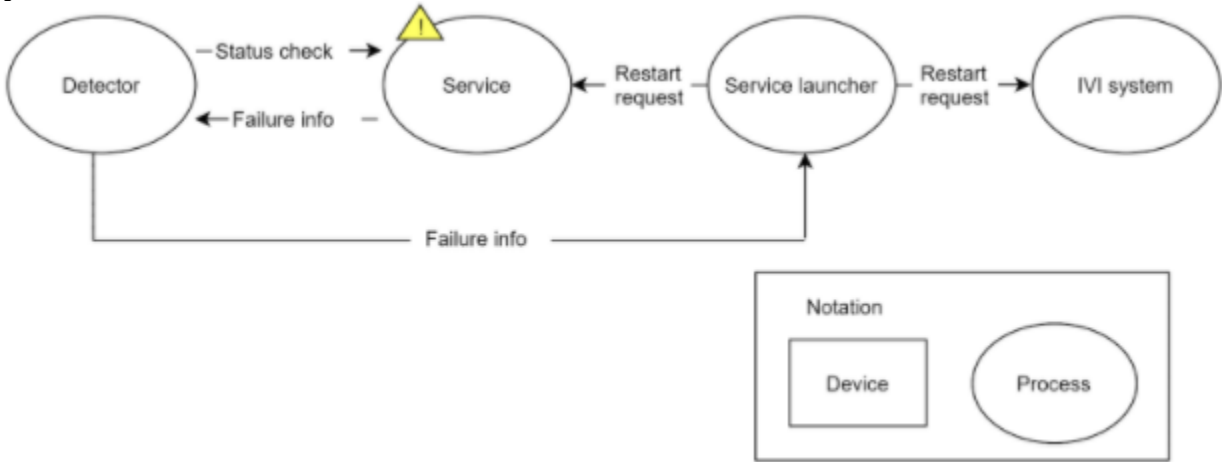 Detector
Status check
Failure info
!
Service
Restart
request
Service launcher
Restart
request
IVI system
Failure info
Notation
Device
Process